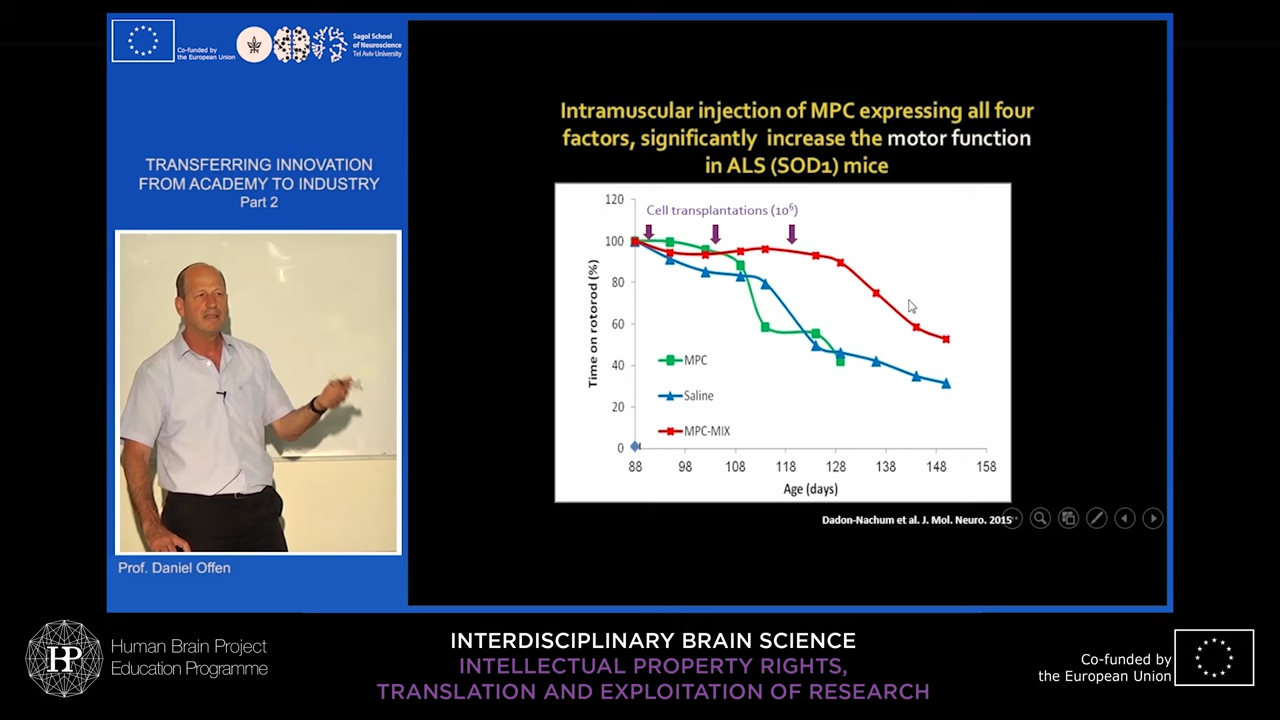 Co-funded by
the European Union
Sagol School
of Neuroscience
Tel Aviv University
TRANSFERRING INNOVATION
FROM ACADEMY TO INDUSTRY
Part 2
Prof. Daniel Offen
Intramuscular injection of MPC expressing all four
factors, significantly increase the motor function
in ALS (SOD1) mice
Cell transplantations (10⁶)
Time on rotorod (%)
120
100
80
60
40
20
0
MPC
Saline
MPC-MIX
88 98 108 118 128 138 148 158
Age (days)
Dadon-Nachum et al. J. Mol. Neuro. 2015
HBP
Human Brain Project
Education Programme
INTERDISCIPLINARY BRAIN SCIENCE
INTELLECTUAL PROPERTY RIGHTS,
TRANSLATION AND EXPLOITATION OF RESEARCH
Co-funded by
the European Union